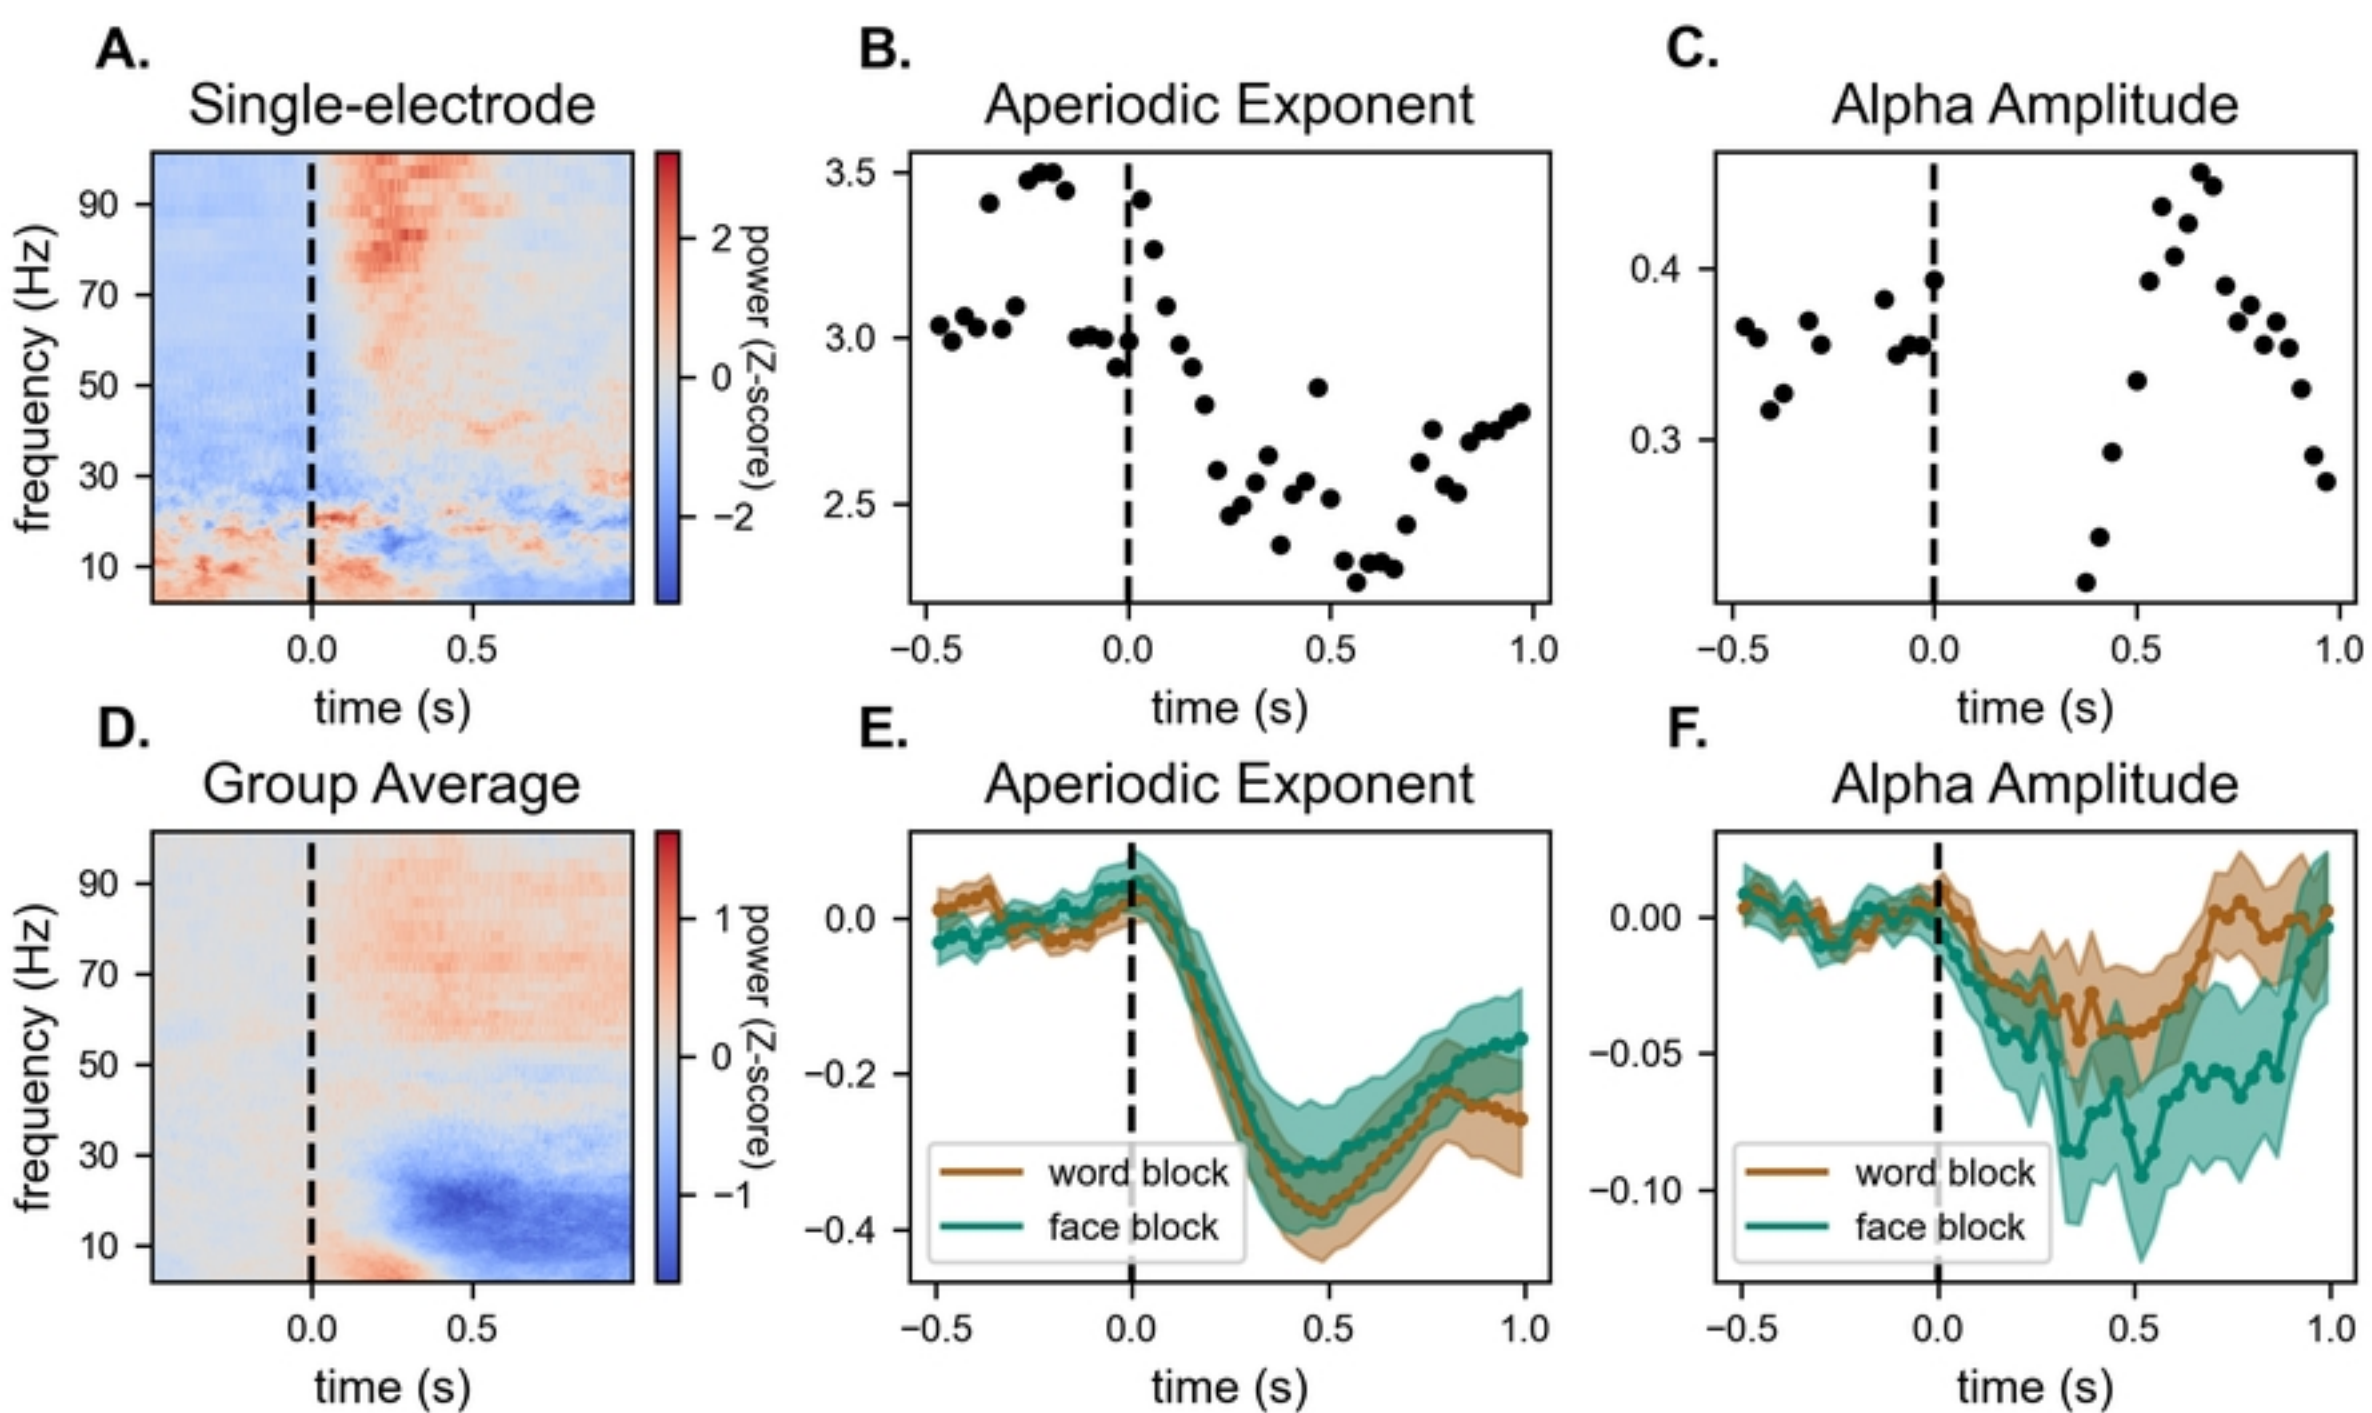 A.
Single-electrode
90
70
50
30
10
frequency (Hz)
0.0 0.5
time (s)
2
0
−2
power (Z-score)
B.
Aperiodic Exponent
3.5
3.0
2.5
−0.5 0.0 0.5 1.0
time (s)
C.
Alpha Amplitude
0.4
0.3
−0.5 0.0 0.5 1.0
time (s)
D.
Group Average
90
70
50
30
10
frequency (Hz)
0.0 0.5
time (s)
1
0
−1
power (Z-score)
E.
Aperiodic Exponent
0.0
−0.2
−0.4
word block
face block
−0.5 0.0 0.5 1.0
time (s)
F.
Alpha Amplitude
0.00
−0.05
−0.10
word block
face block
−0.5 0.0 0.5 1.0
time (s)